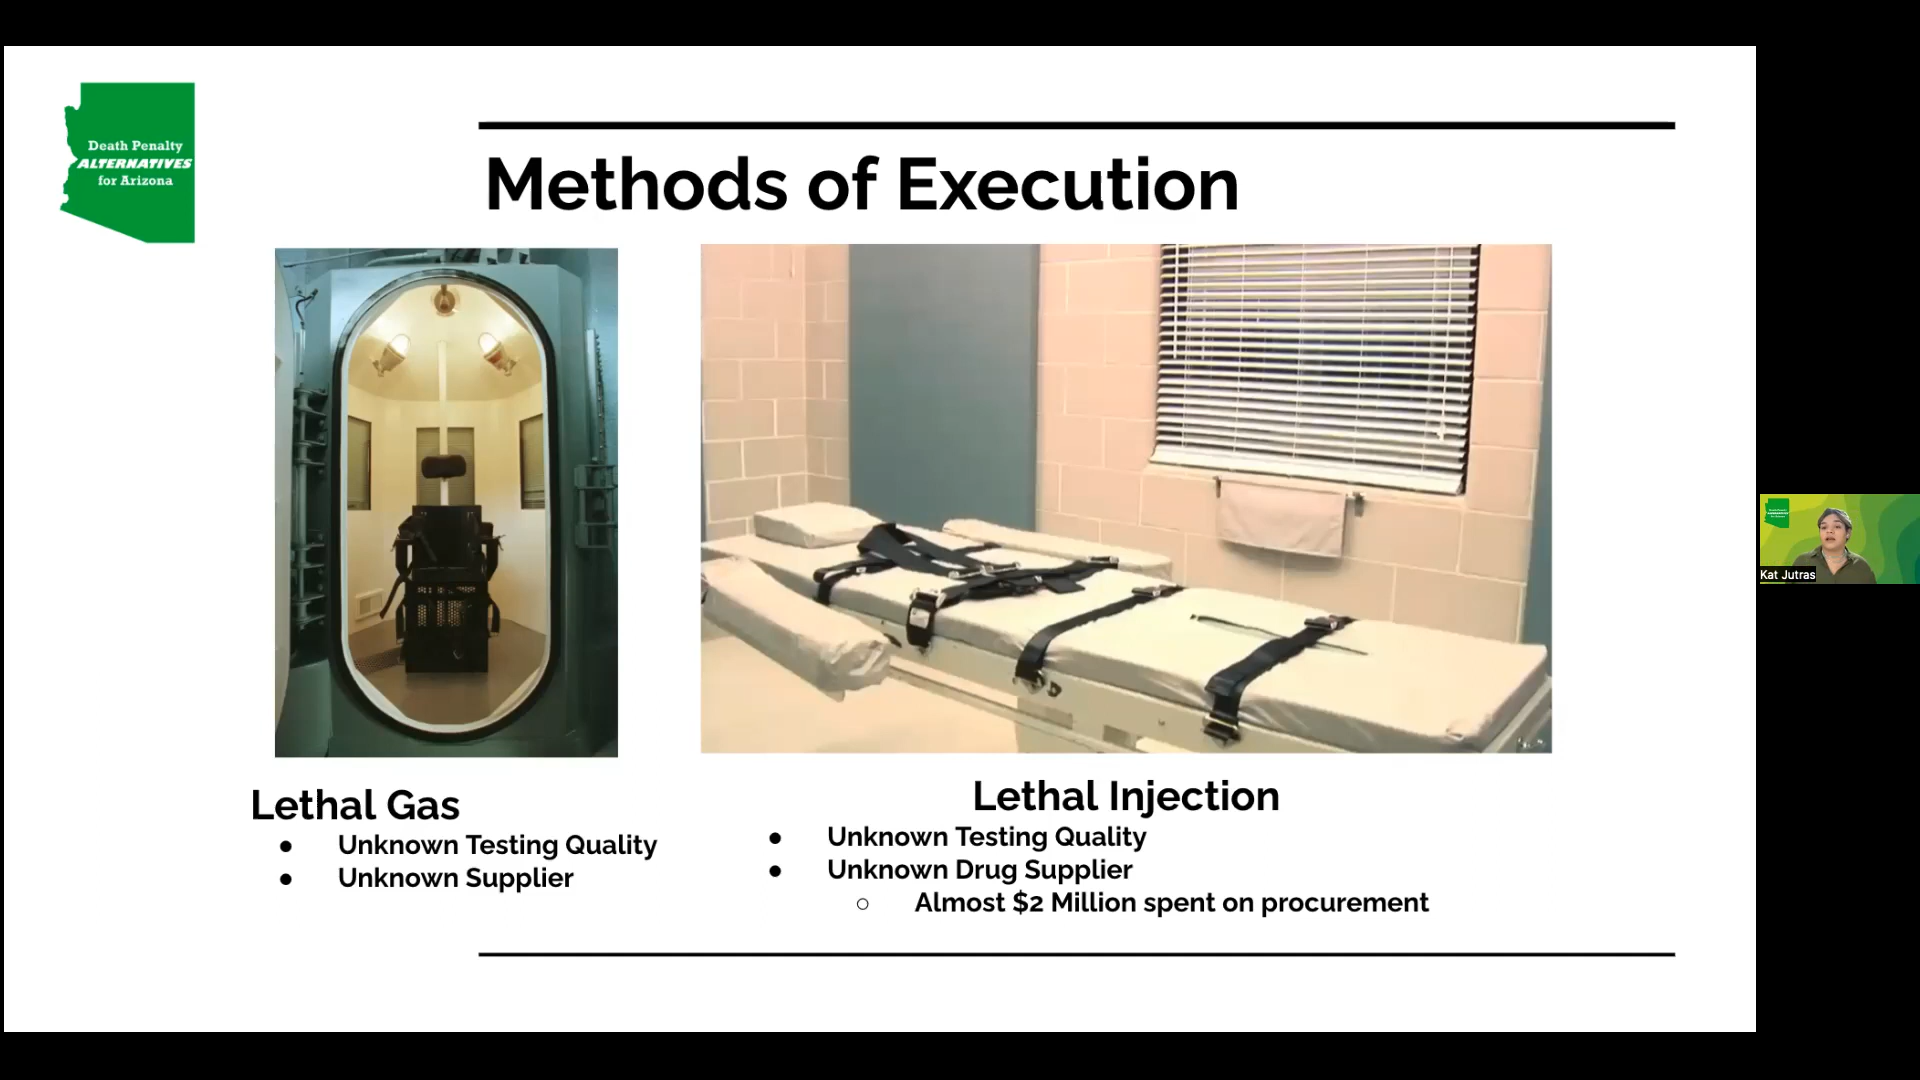 Death Penalty
ALTERNATIVES
for Arizona
Methods of Execution
Lethal Gas
● Unknown Testing Quality
● Unknown Supplier
Lethal Injection
● Unknown Testing Quality
● Unknown Drug Supplier
○ Almost $2 Million spent on procurement
Kat Jutras